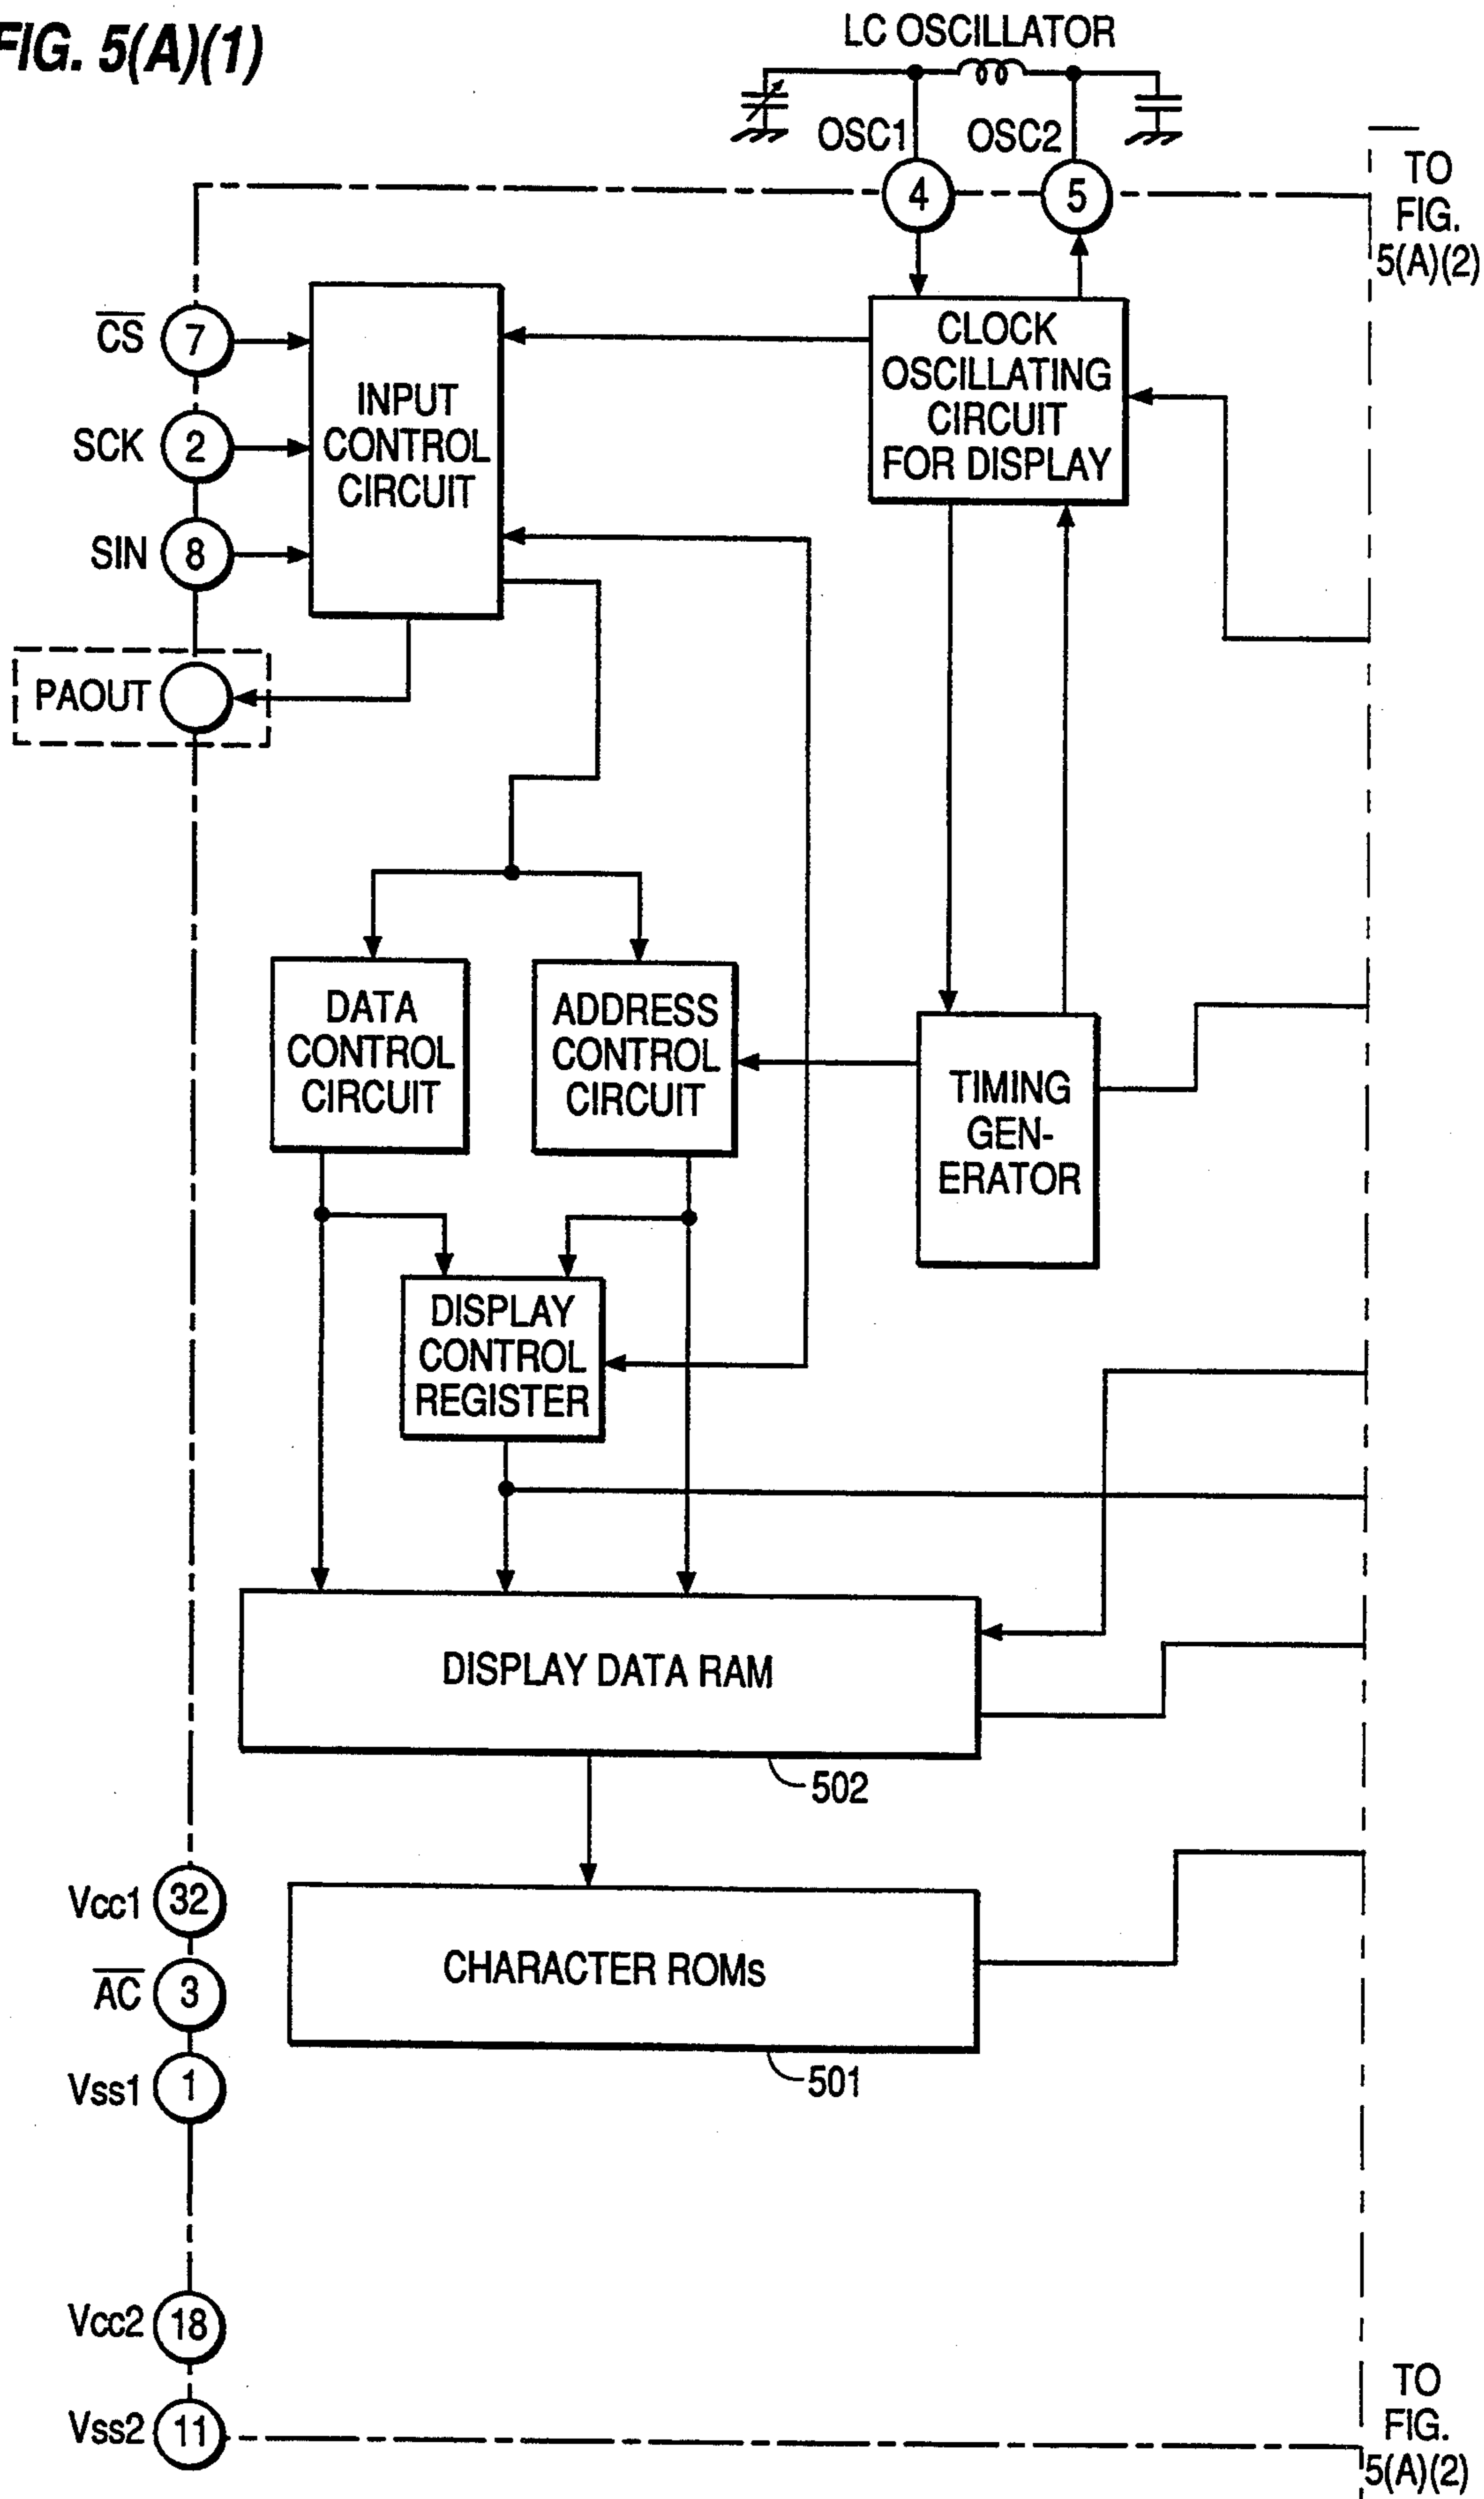 FIG. 5(A)(1)
LC OSCILLATOR
OSC1
OSC2
4
5
TO
FIG.
5(A)(2)
CS
7
SCK
2
SIN
8
PAOUT
INPUT
CONTROL
CIRCUIT
CLOCK
OSCILLATING
CIRCUIT
FOR DISPLAY
DATA
CONTROL
CIRCUIT
ADDRESS
CONTROL
CIRCUIT
TIMING
GEN-
ERATOR
DISPLAY
CONTROL
REGISTER
DISPLAY DATA RAM
502
CHARACTER ROMs
501
Vcc1
32
AC
3
Vss1
1
Vcc2
18
Vss2
11
TO
FIG.
5(A)(2)